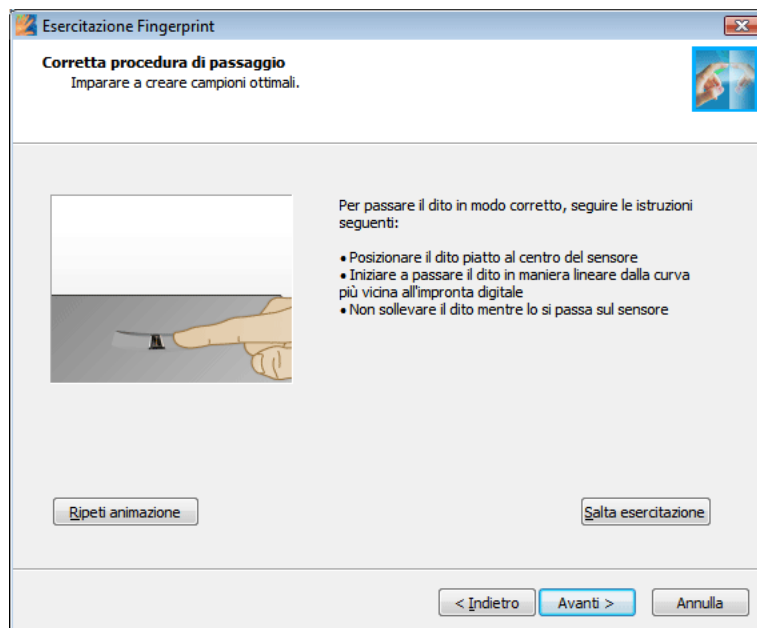 Esercitazione Fingerprint
Corretta procedura di passaggio
Imparare a creare campioni ottimali.
Per passare il dito in modo corretto, seguire le istruzioni
seguenti:
• Posizionare il dito piatto al centro del sensore
• Iniziare a passare il dito in maniera lineare dalla curva
più vicina all'impronta digitale
• Non sollevare il dito mentre lo si passa sul sensore
Ripeti animazione
Salta esercitazione
< Indietro
Avanti >
Annulla